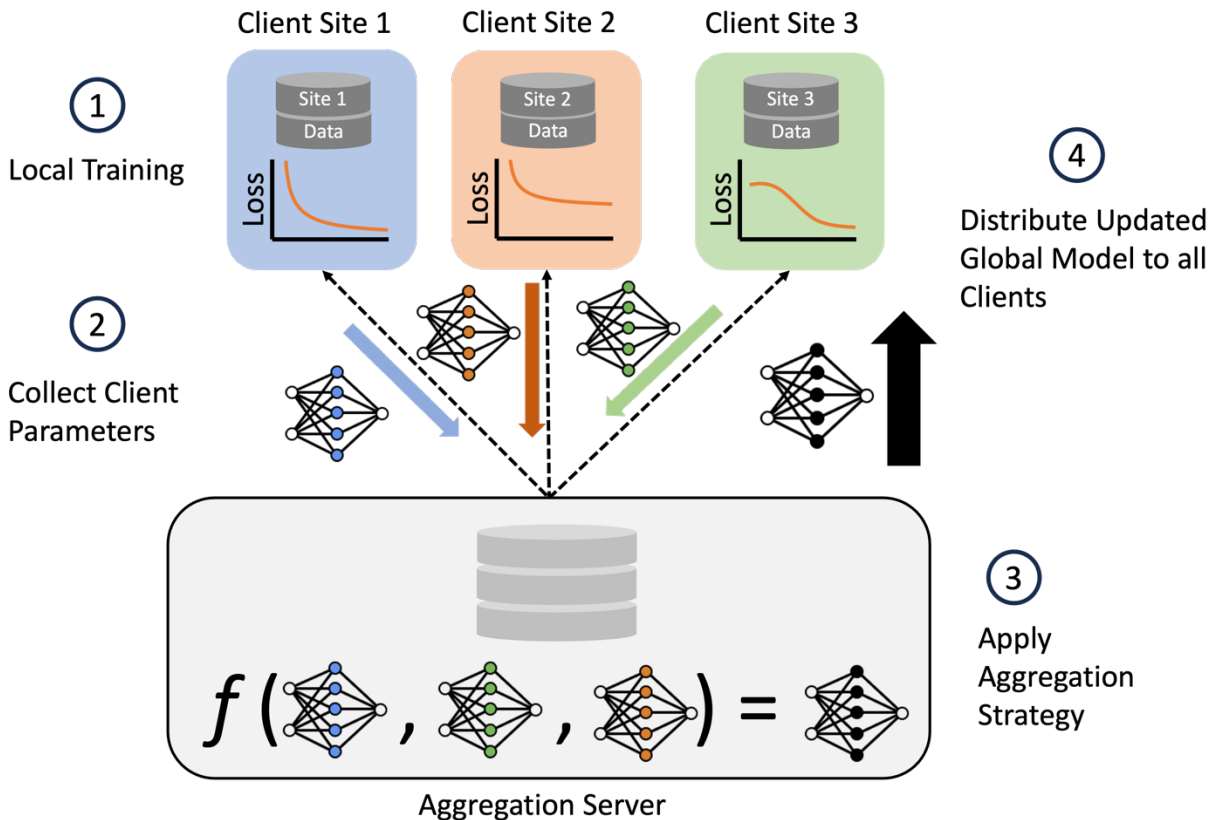 Client Site 1
Client Site 2
Client Site 3
1
Local Training
Site 1
Data
Loss
Site 2
Data
Loss
Site 3
Data
Loss
4
Distribute Updated
Global Model to all
Clients
2
Collect Client
Parameters
3
Apply
Aggregation
Strategy
f( , , ) =
Aggregation Server